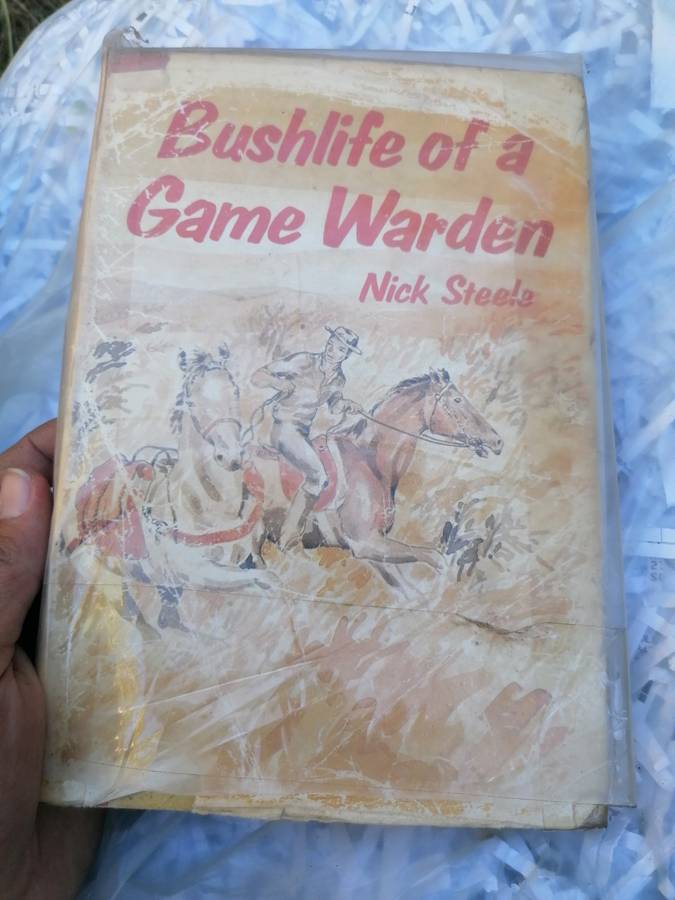 Bushlife of a
Game Warden
Nick Steele